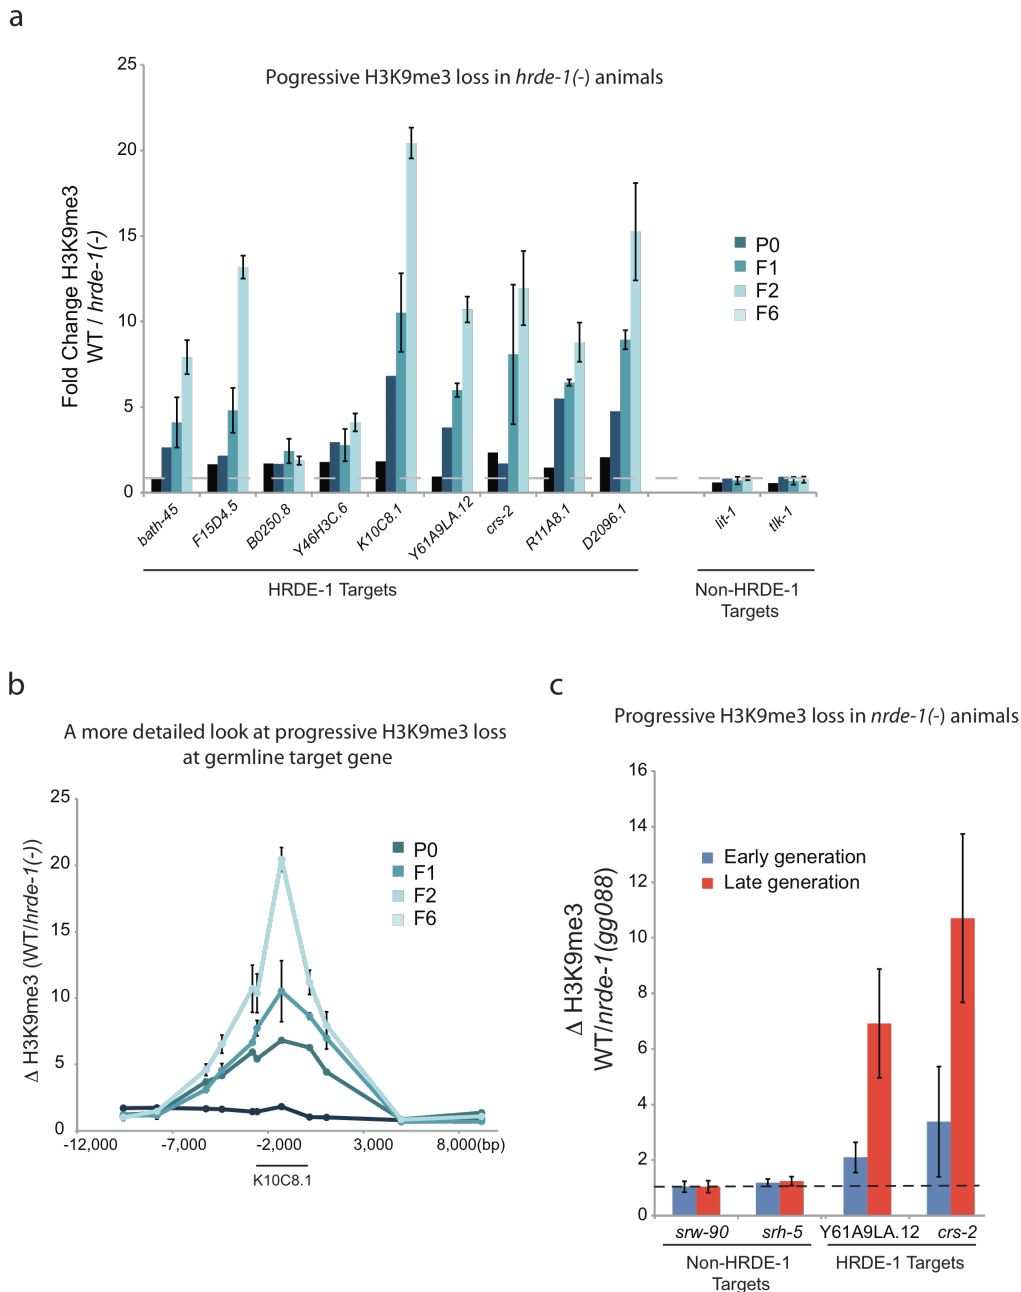 a
Pogressive H3K9me3 loss in hrde-1(-) animals
Fold Change H3K9me3
WT / hrde-1(-)
25
20
15
10
5
0
P0
F1
F2
F6
bath-45
F15D4.5
B0250.8
Y46H3C.6
K10C8.1
Y61A9LA.12
crs-2
R11A8.1
D2096.1
lit-1
tlk-1
HRDE-1 Targets
Non-HRDE-1
Targets
b
A more detailed look at progressive H3K9me3 loss
at germline target gene
Δ H3K9me3 (WT/hrde-1(-))
25
20
15
10
5
0
P0
F1
F2
F6
-12,000
-7,000
-2,000
3,000
8,000(bp)
K10C8.1
c
Progressive H3K9me3 loss in nrde-1(-) animals
Δ H3K9me3
WT/nrde-1(gg088)
16
14
12
10
8
6
4
2
0
Early generation
Late generation
srw-90
srh-5
Y61A9LA.12
crs-2
Non-HRDE-1
Targets
HRDE-1 Targets